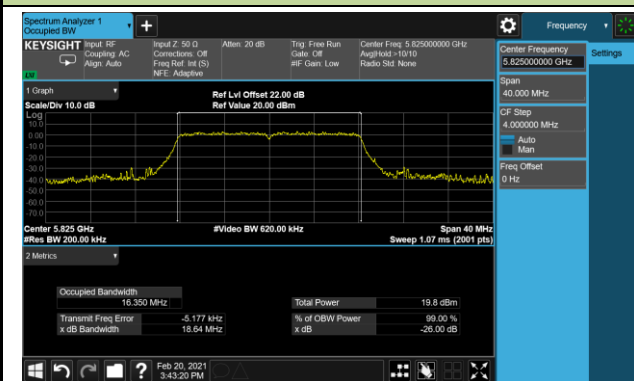 Spectrum Analyzer 1
Occupied BW
+
Frequency
KEYSIGHT
Input: RF
Coupling: AC
Align: Auto
Input Z: 50 Ω
Corrections: Off
Freq Ref: Int (S)
NFE: Adaptive
Atten: 20 dB
Trig: Free Run
Gate: Off
#IF Gain: Low
Center Freq: 5.825000000 GHz
Avg|Hold:>10/10
Radio Std: None
Center Frequency
5.825000000 GHz
Settings
Span
40.000 MHz
CF Step
4.000000 MHz
Auto
Man
Freq Offset
0 Hz
1 Graph
Scale/Div 10.0 dB
Ref Lvl Offset 22.00 dB
Ref Value 20.00 dBm
Log
10.0
0.00
-10.0
-20.0
-30.0
-40.0
-50.0
-60.0
-70.0
Center 5.825 GHz
#Res BW 200.00 kHz
#Video BW 620.00 kHz
Span 40 MHz
Sweep 1.07 ms (2001 pts)
2 Metrics
Occupied Bandwidth
16.350 MHz
Total Power 19.8 dBm
Transmit Freq Error -5.177 kHz
% of OBW Power 99.00 %
x dB Bandwidth 18.64 MHz
x dB -26.00 dB
?
Feb 20, 2021
3:43:20 PM